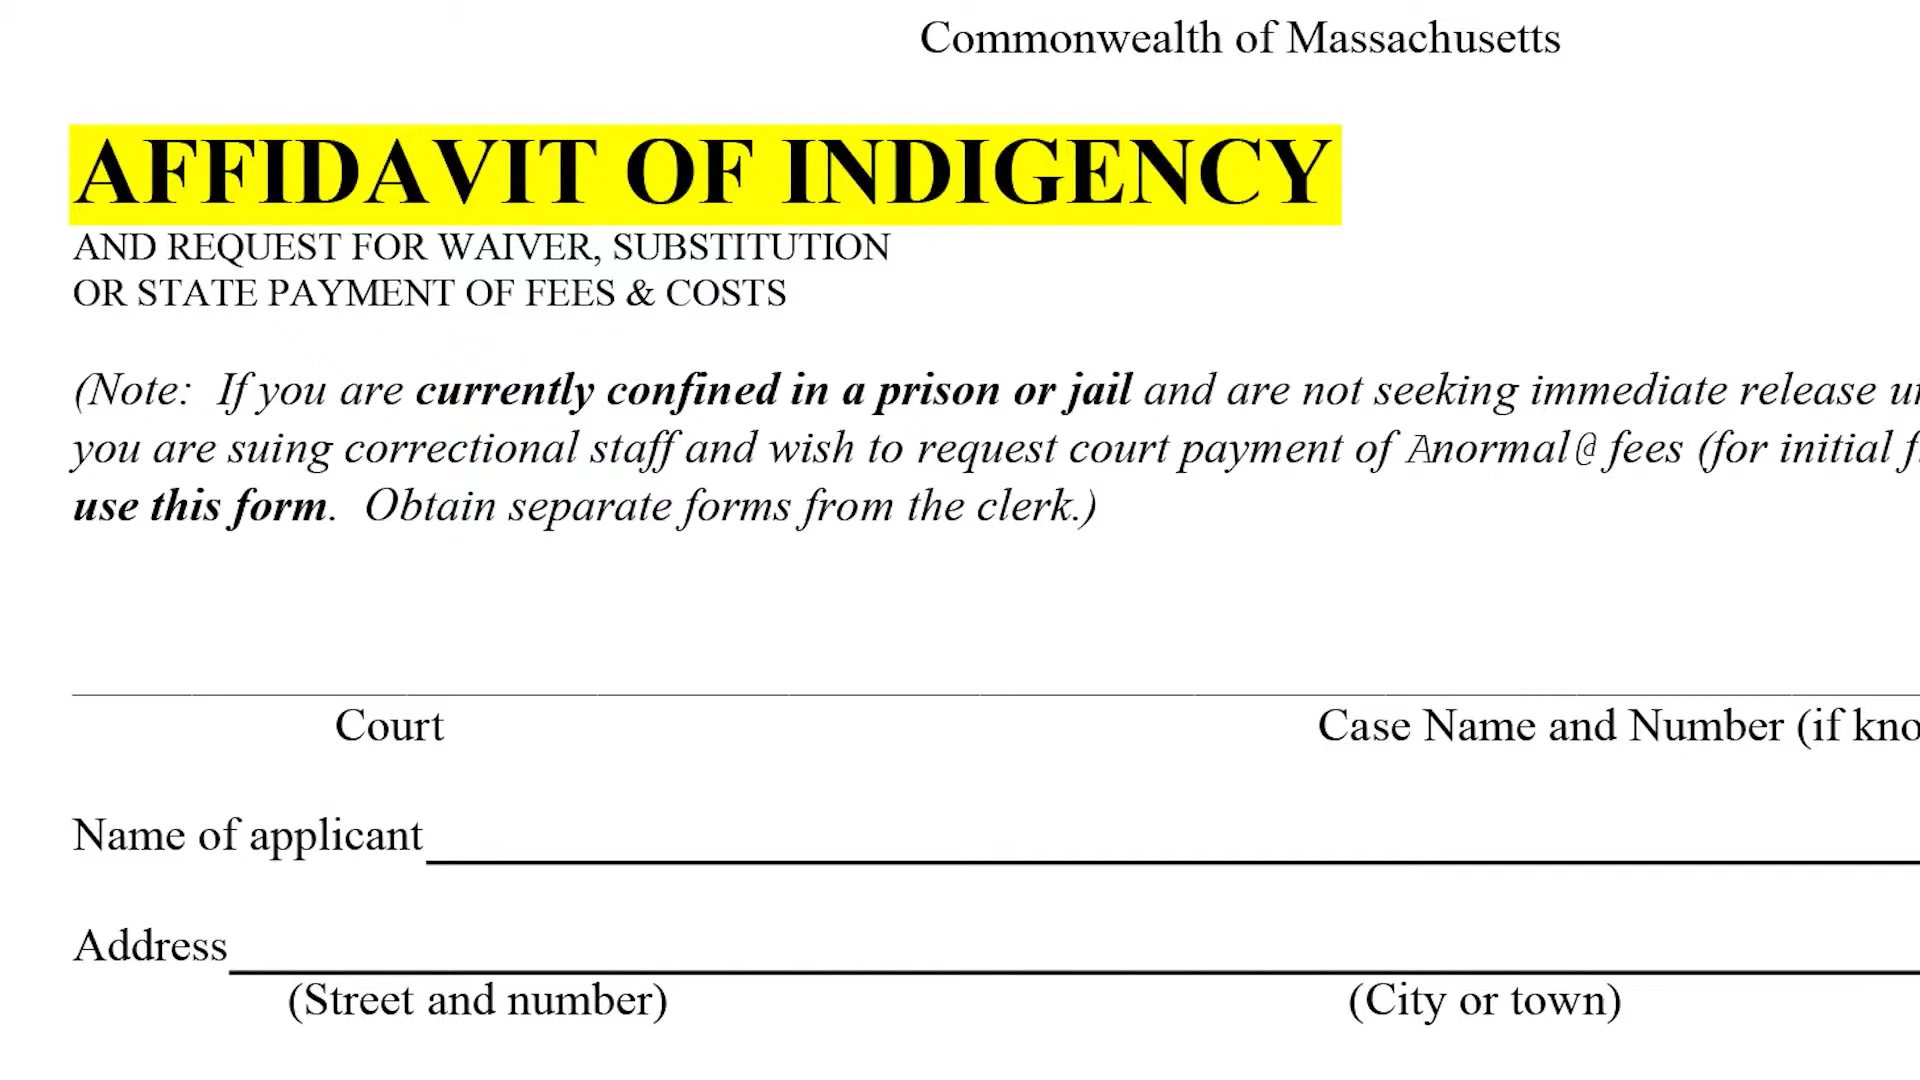 Commonwealth of Massachusetts
AFFIDAVIT OF INDIGENCY
AND REQUEST FOR WAIVER, SUBSTITUTION
OR STATE PAYMENT OF FEES & COSTS
(Note: If you are currently confined in a prison or jail and are not seeking immediate release
you are suing correctional staff and wish to request court payment of Anormal@ fees (for initial
use this form. Obtain separate forms from the clerk.)
Court Case Name and Number (if
Name of applicant
Address
(Street and number) (City or town)